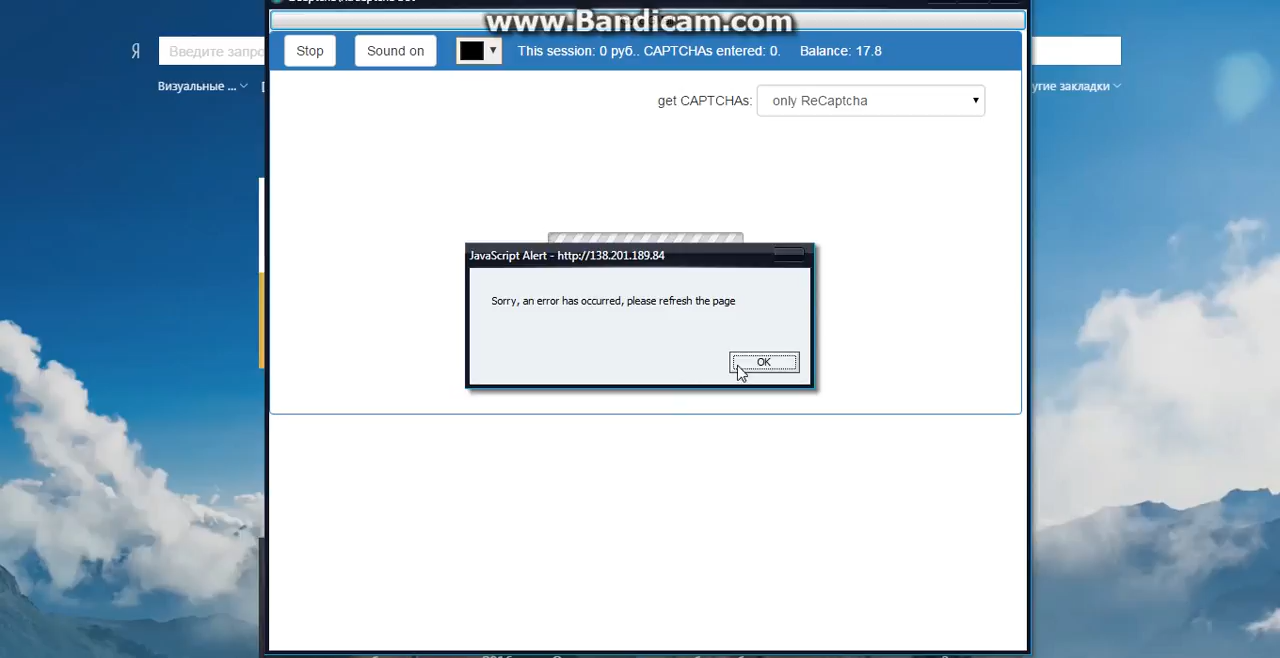 www.Bandicam.com
Я
Введите запро
Stop
Sound on
This session: 0 руб.. CAPTCHAs entered: 0.
Balance: 17.8
Визуальные ...
ругие закладки
get CAPTCHAs:
only ReCaptcha
JavaScript Alert - http://138.201.189.84
Sorry, an error has occurred, please refresh the page
OK